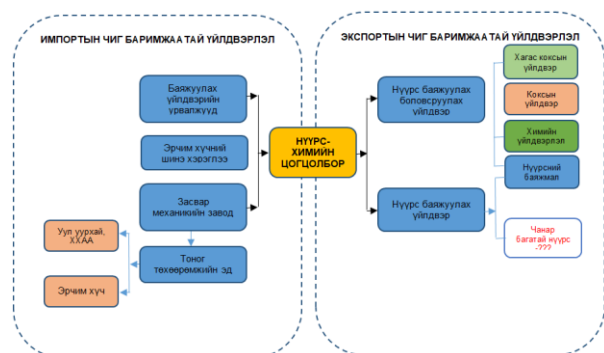 ИМПОРТЫН ЧИГ БАРИМЖААТАЙ ҮЙЛДВЭРЛЭЛ
Баяжуулах
үйлдвэрийн
урвалжууд
Эрчим хүчний
шинэ хэрэглээ
Засвар
механикийн завод
Уул уурхай,
ХХАА
Тоног
төхөөрөмжийн эд
Эрчим хүч
НҮҮРС-
ХИМИЙН
ЦОГЦОЛБОР
ЭКСПОРТЫН ЧИГ БАРИМЖААТАЙ ҮЙЛДВЭРЛЭЛ
Нүүрс баяжуулах
боловсруулах
үйлдвэр
Нүүрс баяжуулах
үйлдвэр
Хагас коксын
үйлдвэр
Коксын
үйлдвэр
Химийн
үйлдвэрлэл
Нүүрсний
баяжмал
Чанар
багатай нүүрс
-???